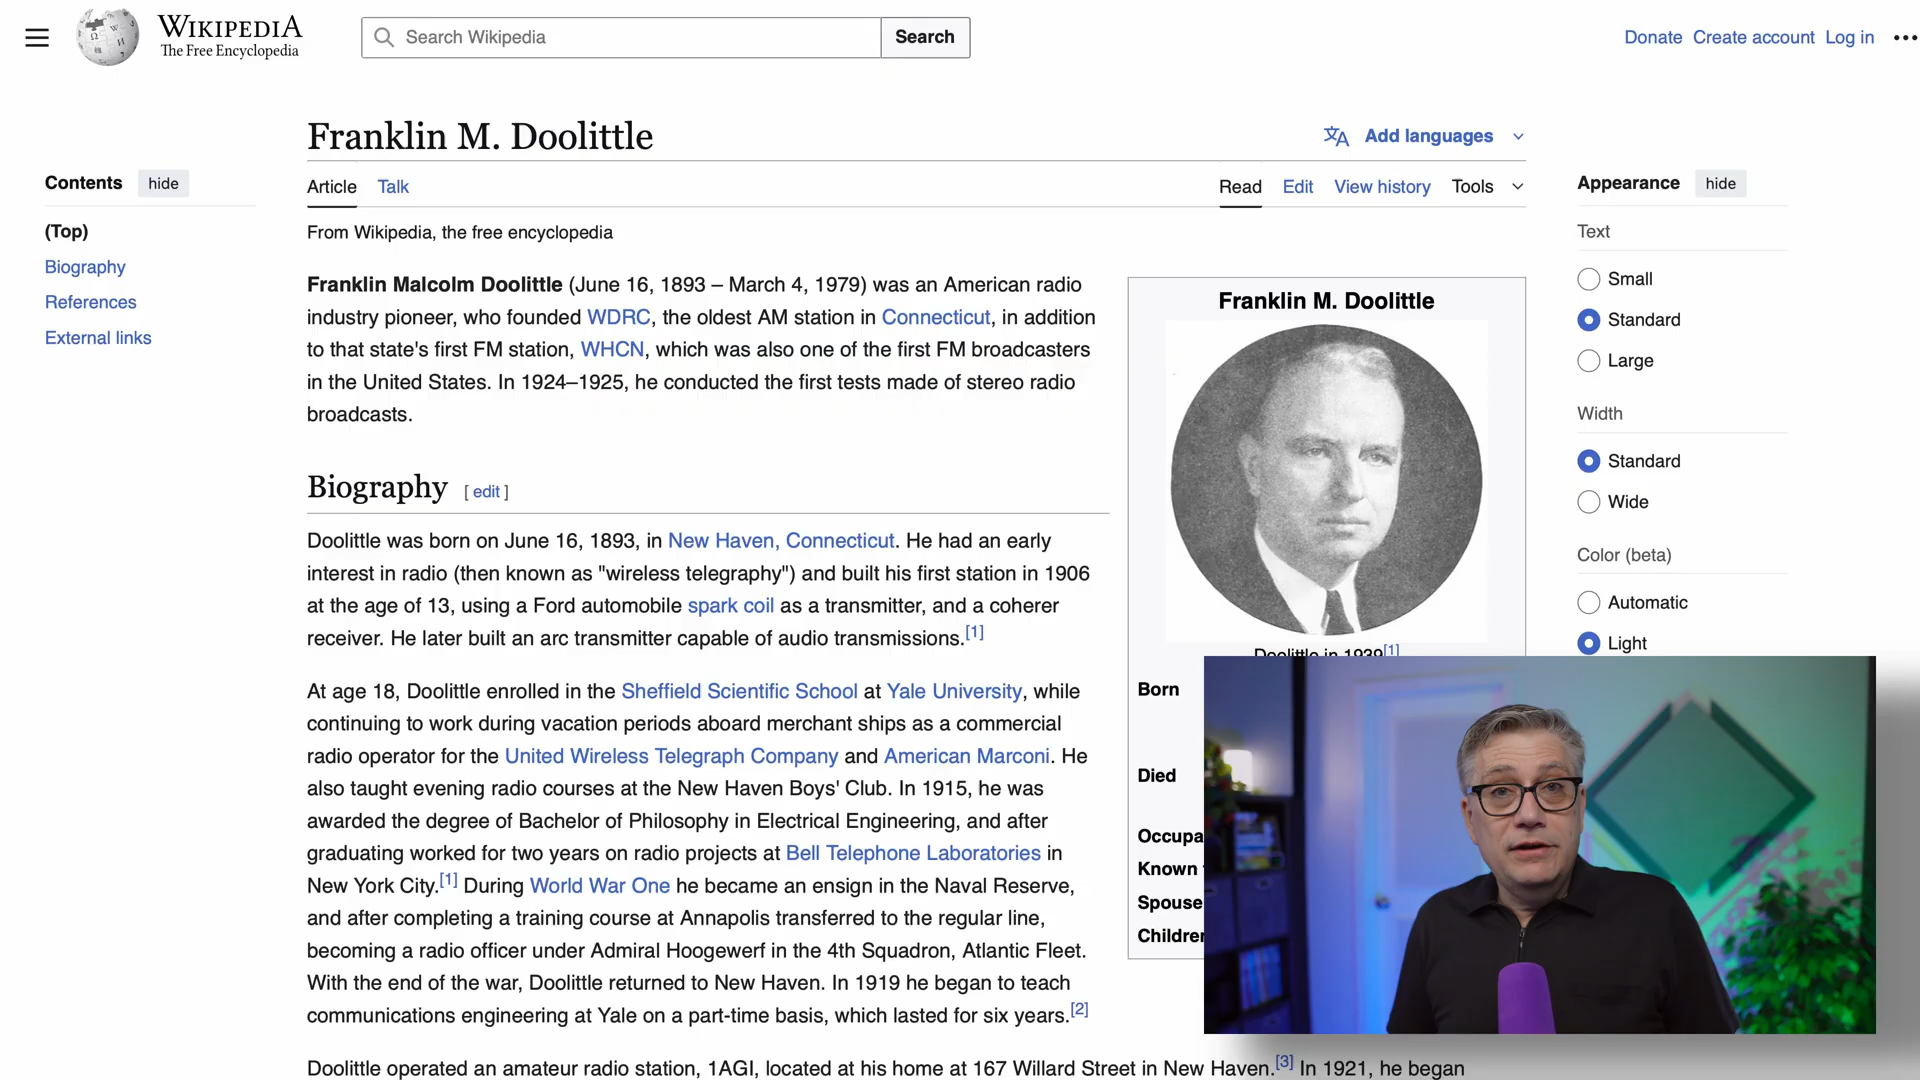 WIKIPEDIA
The Free Encyclopedia
Search Wikipedia
Search
Donate Create account Log in
Franklin M. Doolittle
Add languages
Contents hide
(Top)
Biography
References
External links
Article Talk
Read Edit View history Tools
From Wikipedia, the free encyclopedia
Franklin Malcolm Doolittle (June 16, 1893 – March 4, 1979) was an American radio
industry pioneer, who founded WDRC, the oldest AM station in Connecticut, in addition
to that state's first FM station, WHCN, which was also one of the first FM broadcasters
in the United States. In 1924–1925, he conducted the first tests made of stereo radio
broadcasts.
Biography [ edit ]
Doolittle was born on June 16, 1893, in New Haven, Connecticut. He had an early
interest in radio (then known as "wireless telegraphy") and built his first station in 1906
at the age of 13, using a Ford automobile spark coil as a transmitter, and a coherer
receiver. He later built an arc transmitter capable of audio transmissions.[1]
At age 18, Doolittle enrolled in the Sheffield Scientific School at Yale University, while
continuing to work during vacation periods aboard merchant ships as a commercial
radio operator for the United Wireless Telegraph Company and American Marconi. He
also taught evening radio courses at the New Haven Boys' Club. In 1915, he was
awarded the degree of Bachelor of Philosophy in Electrical Engineering, and after
graduating worked for two years on radio projects at Bell Telephone Laboratories in
New York City.[1] During World War One he became an ensign in the Naval Reserve,
and after completing a training course at Annapolis transferred to the regular line,
becoming a radio officer under Admiral Hoogewerf in the 4th Squadron, Atlantic Fleet.
With the end of the war, Doolittle returned to New Haven. In 1919 he began to teach
communications engineering at Yale on a part-time basis, which lasted for six years.[2]
Doolittle operated an amateur radio station, 1AGI, located at his home at 167 Willard Street in New Haven.[3] In 1921, he began
Franklin M. Doolittle
Doolittle in 1939[1]
Born
Died
Occupa
Known
Spouse
Children
Appearance hide
Text
Small
Standard
Large
Width
Standard
Wide
Color (beta)
Automatic
Light